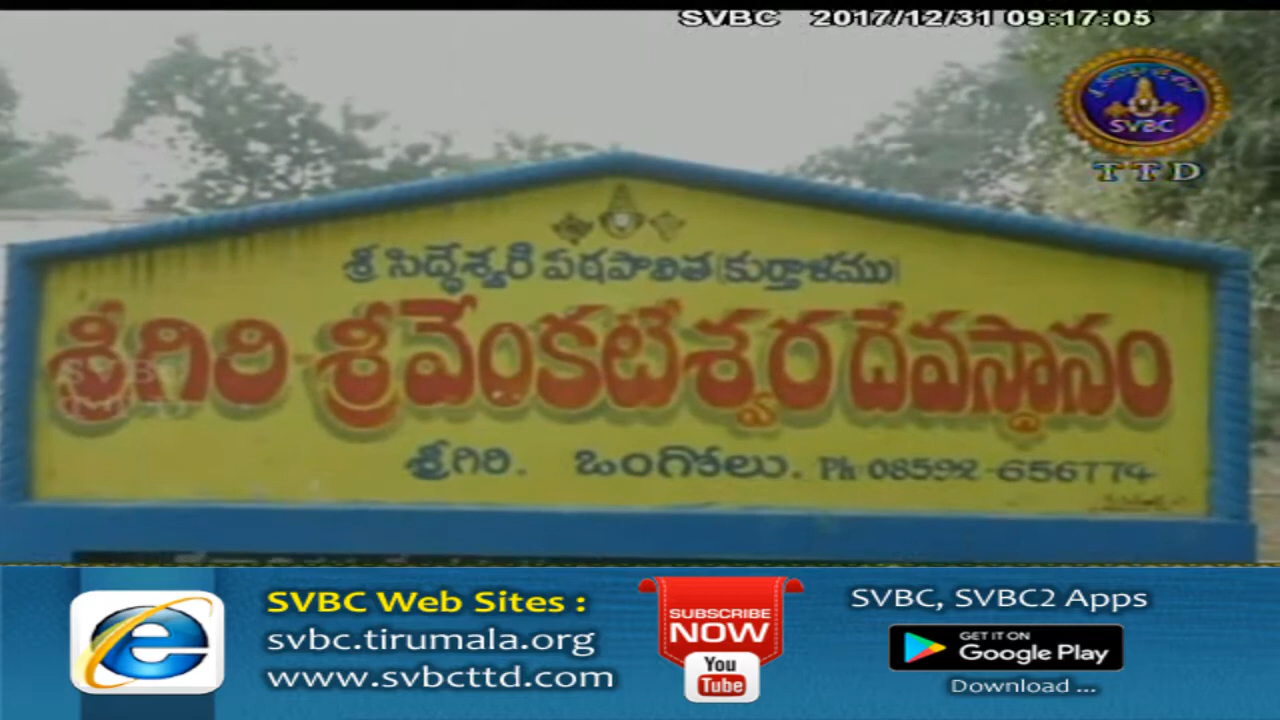 SVBC 2017/12/31 09:17:05
SVBC
TTD
శ్రీ సిద్ధేశ్వరీ పీఠపాలిత (కుర్తాళము)
శ్రీగిరి శ్రీవేంకటేశ్వర దేవస్థానం
శ్రీగిరి. ఒంగోలు. Ph 08592-656774
SVBC Web Sites :
svbc.tirumala.org
www.svbcttd.com
SUBSCRIBE
NOW
You
Tube
SVBC, SVBC2 Apps
GET IT ON
Google Play
Download ...